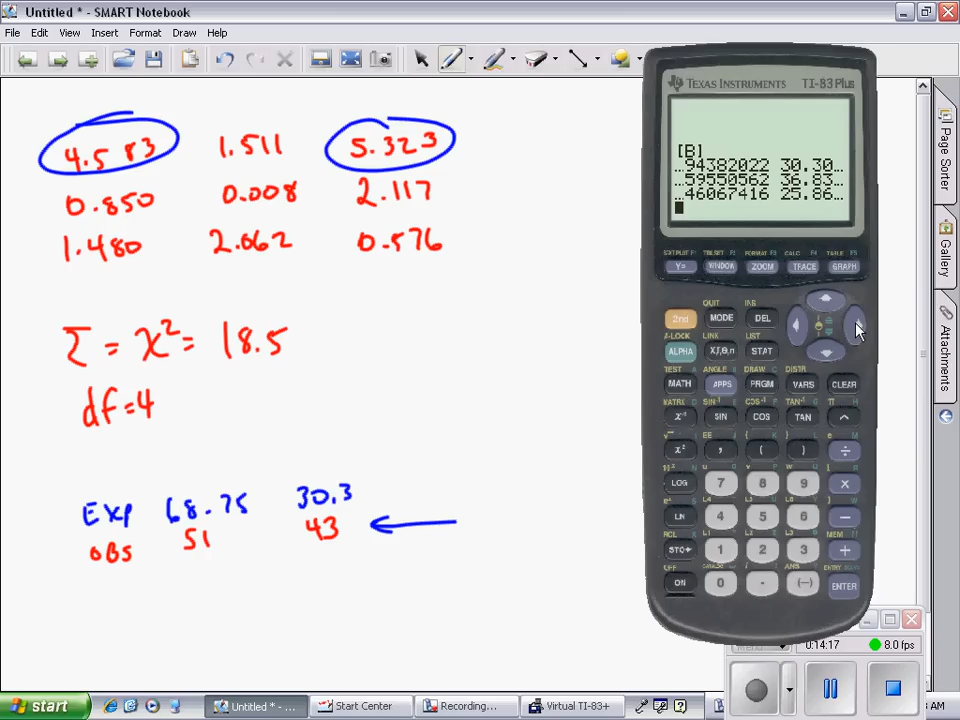 Untitled * - SMART Notebook
File Edit View Insert Format Draw Help
4.583 1.511 5.323
0.850 0.008 2.117
1.480 2.062 0.576
Σ = χ² = 18.5
df=4
Exp 68.75 30.3
OBS 51 43
TEXAS INSTRUMENTS TI-83 Plus
[B]
…94382022 30.30…
…59550562 36.83…
…46067416 25.86…
STAT PLOT F1 TBLSET F2 FORMAT F3 CALC F4 TABLE F5
Y= WINDOW ZOOM TRACE GRAPH
QUIT INS
2nd MODE DEL
A-LOCK LINK LIST
ALPHA X,T,Θ,n STAT
TEST A ANGLE B DRAW C DISTR
MATH APPS PRGM VARS CLEAR
MATRX D SIN⁻¹ E COS⁻¹ F TAN⁻¹ G π H
x⁻¹ SIN COS TAN ^
x² , ( ) ÷
LOG 7 8 9 X
LN 4 5 6 −
RCL
STO 1 2 3 +
OFF
ON 0 . (−) ENTER
Page Sorter
Gallery
Attachments
Menu
0:14:17 8.0 fps
start Untitled * - ... Start Center Recording... Virtual TI-83+